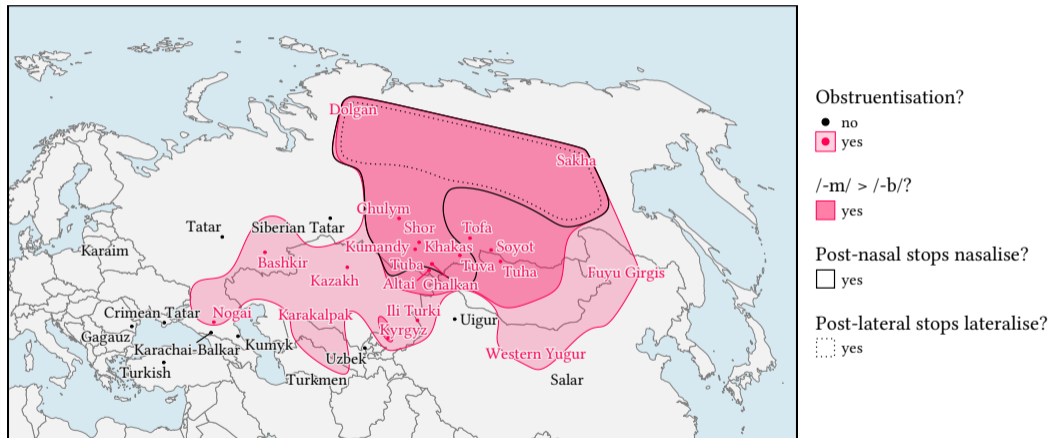 Dolgan
Sakha
Chulym
Shor
Tofa
Tatar
Siberian Tatar
Kumandy
Khakas
Soyot
Karaim
Bashkir
Tuba
Tuva
Tuha
Kazakh
Altai
Chalkan
Fuyu Girgis
Crimean Tatar
Nogai
Karakalpak
Ili Turki
Uigur
Gagauz
Kyrgyz
Karachai-Balkar
Kumyk
Uzbek
Western Yugur
Turkish
Turkmen
Salar
Obstruentisation?
no
yes
/-m/ > /-b/?
yes
Post-nasal stops nasalise?
yes
Post-lateral stops lateralise?
yes